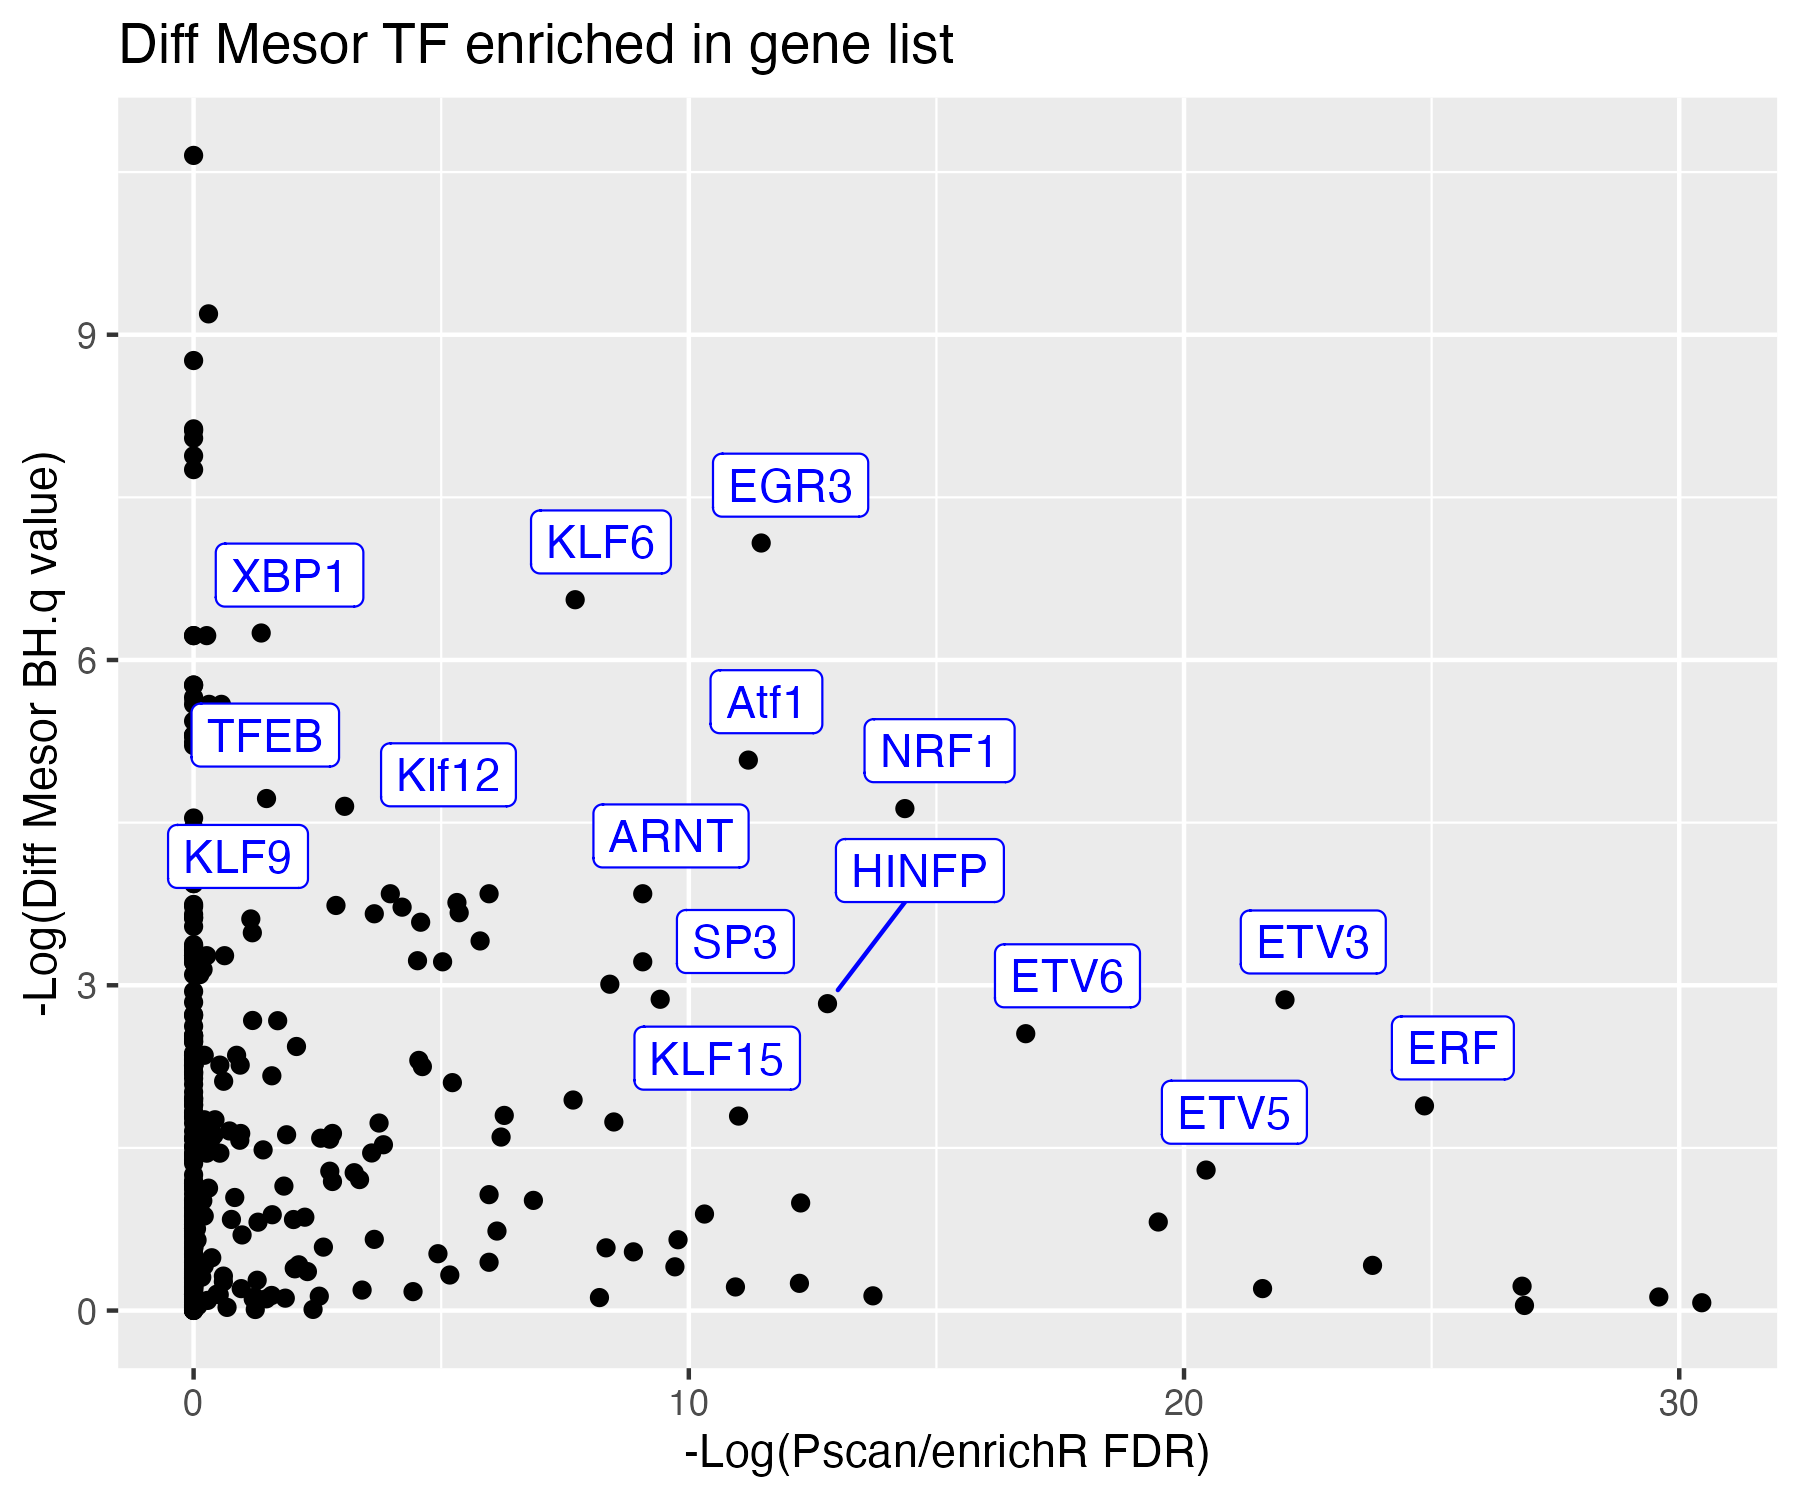 Diff Mesor TF enriched in gene list
-Log(Diff Mesor BH.q value)
9
6
3
0
EGR3
KLF6
XBP1
Atf1
TFEB
NRF1
Klf12
ARNT
KLF9
HINFP
SP3
ETV3
ETV6
KLF15
ERF
ETV5
0 10 20 30
-Log(Pscan/enrichR FDR)